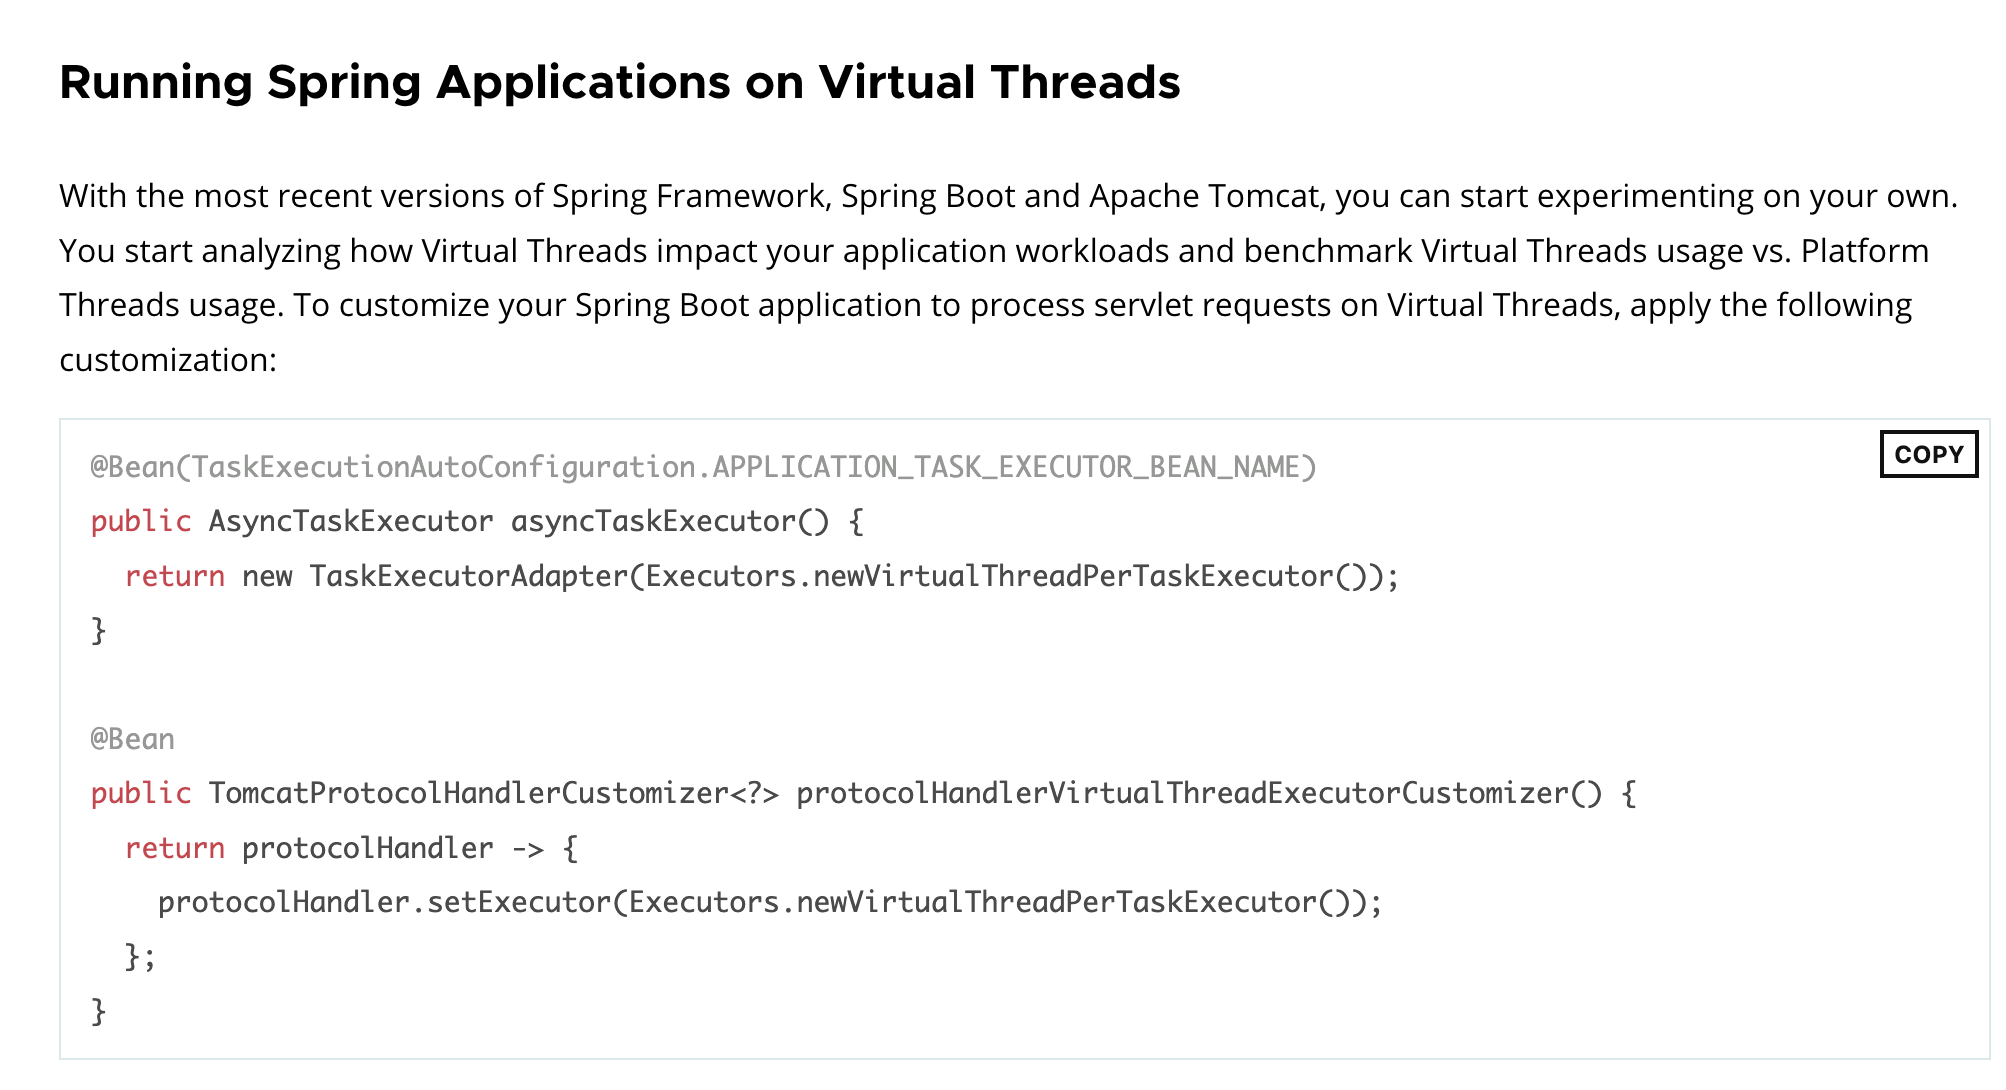 Running Spring Applications on Virtual Threads
With the most recent versions of Spring Framework, Spring Boot and Apache Tomcat, you can start experimenting on your own.
You start analyzing how Virtual Threads impact your application workloads and benchmark Virtual Threads usage vs. Platform
Threads usage. To customize your Spring Boot application to process servlet requests on Virtual Threads, apply the following
customization:
COPY
@Bean(TaskExecutionAutoConfiguration.APPLICATION_TASK_EXECUTOR_BEAN_NAME)
public AsyncTaskExecutor asyncTaskExecutor() {
  return new TaskExecutorAdapter(Executors.newVirtualThreadPerTaskExecutor());
}
@Bean
public TomcatProtocolHandlerCustomizer<?> protocolHandlerVirtualThreadExecutorCustomizer() {
  return protocolHandler -> {
    protocolHandler.setExecutor(Executors.newVirtualThreadPerTaskExecutor());
  };
}